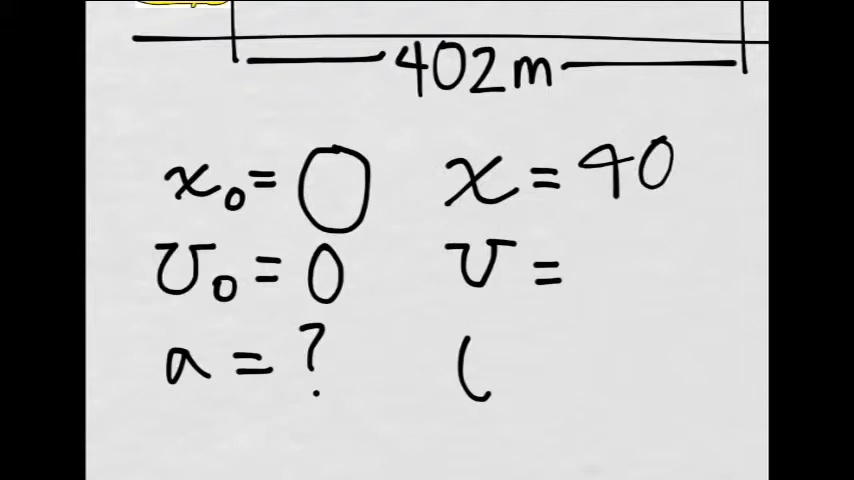 402m
x₀ = 0 x = 40
v₀ = 0 v =
a = ?